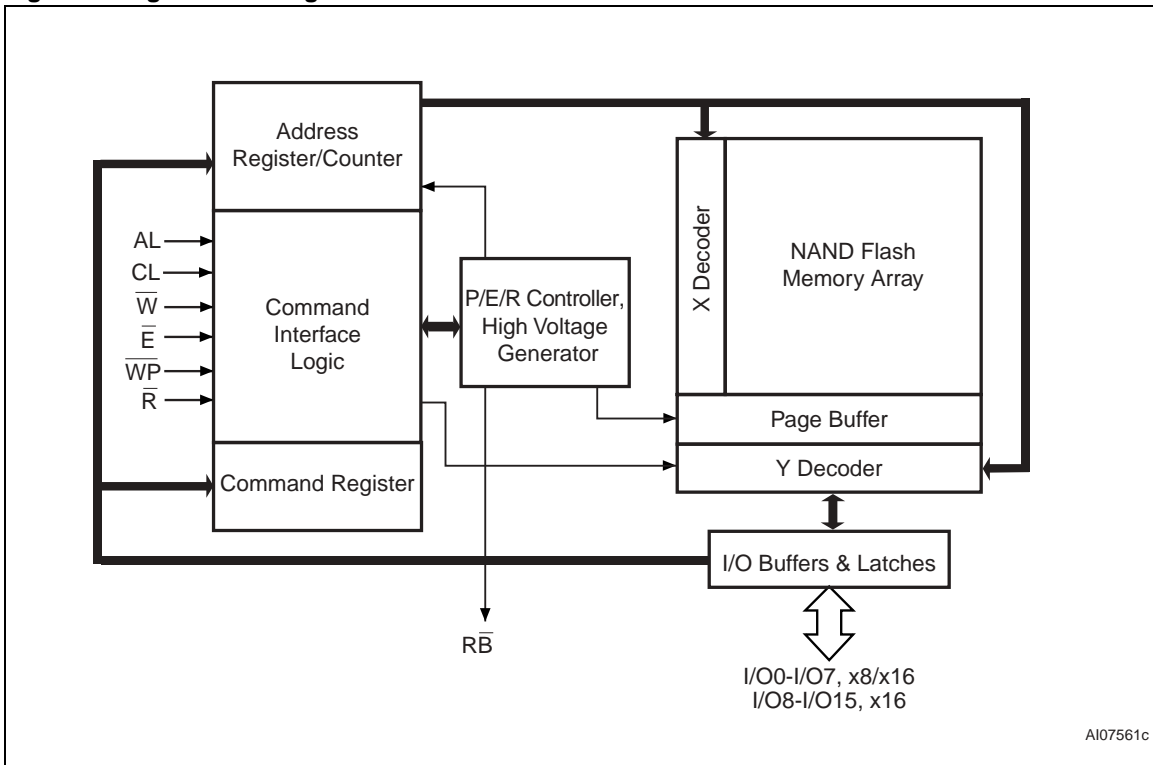 Address
Register/Counter
AL
CL
W̅
E̅
W̅P̅
R̅
Command
Interface
Logic
Command Register
P/E/R Controller,
High Voltage
Generator
RB̅
X Decoder
NAND Flash
Memory Array
Page Buffer
Y Decoder
I/O Buffers & Latches
I/O0-I/O7, x8/x16
I/O8-I/O15, x16
AI07561c